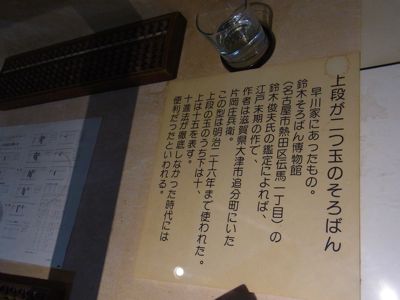 上段が二つ玉のそろばん
早川家にあったもの。
鈴木そろばん博物館
（名古屋市熱田区伝馬一丁目）の
鈴木俊夫氏の鑑定によれば、
江戸末期の作で、
作者は滋賀県大津市追分町にいた
片岡庄兵衛。
この型は明治二十六年まで使われた。
上段の玉のうち下は十、
上は十五を表す。
十進法が徹底しなかった時代には
便利だったといわれる。